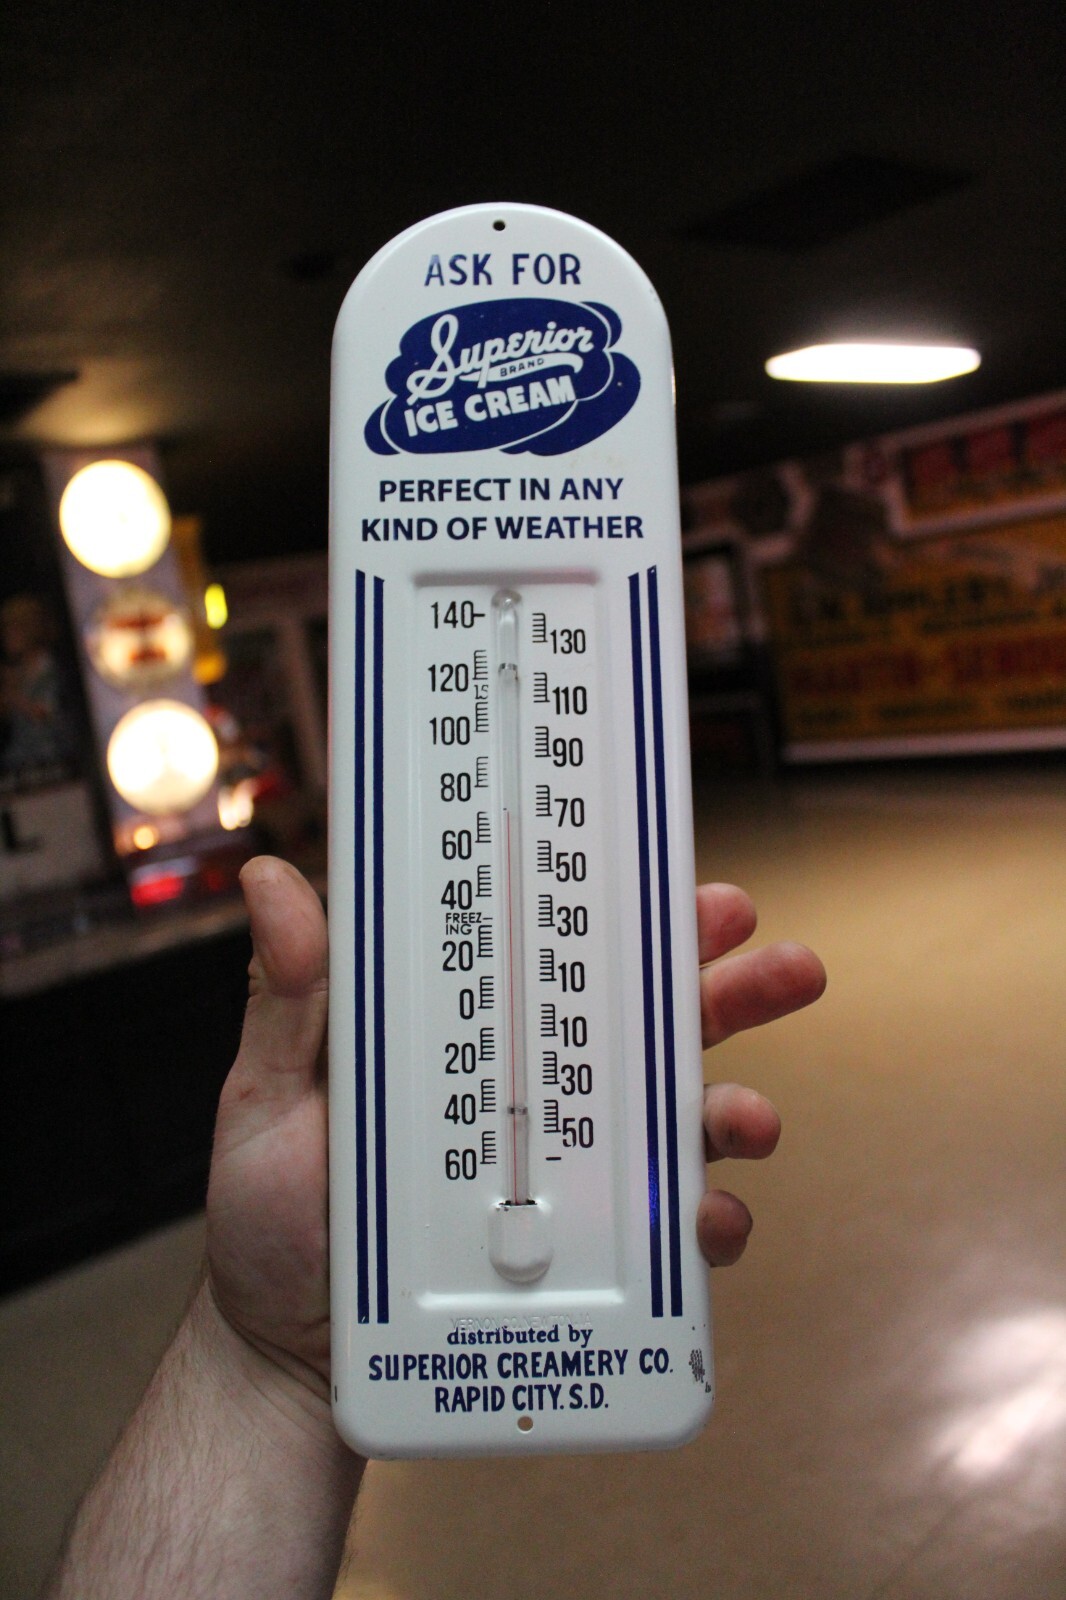 ASK FOR
Superior
BRAND
ICE CREAM
PERFECT IN ANY
KIND OF WEATHER
140
130
120
110
100
90
80
70
60
50
40
FREEZ
ING
30
20
10
0
10
20
30
40
50
60
distributed by
SUPERIOR CREAMERY CO.
RAPID CITY. S.D.